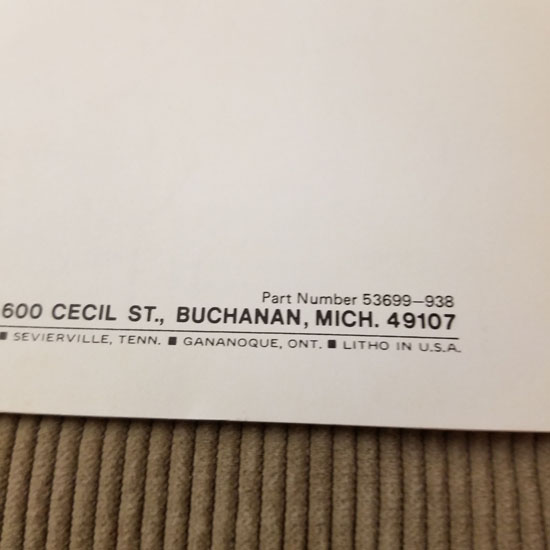 Part Number 53699–938
600 CECIL ST., BUCHANAN, MICH. 49107
■ SEVIERVILLE, TENN. ■ GANANOQUE, ONT. ■ LITHO IN U.S.A.